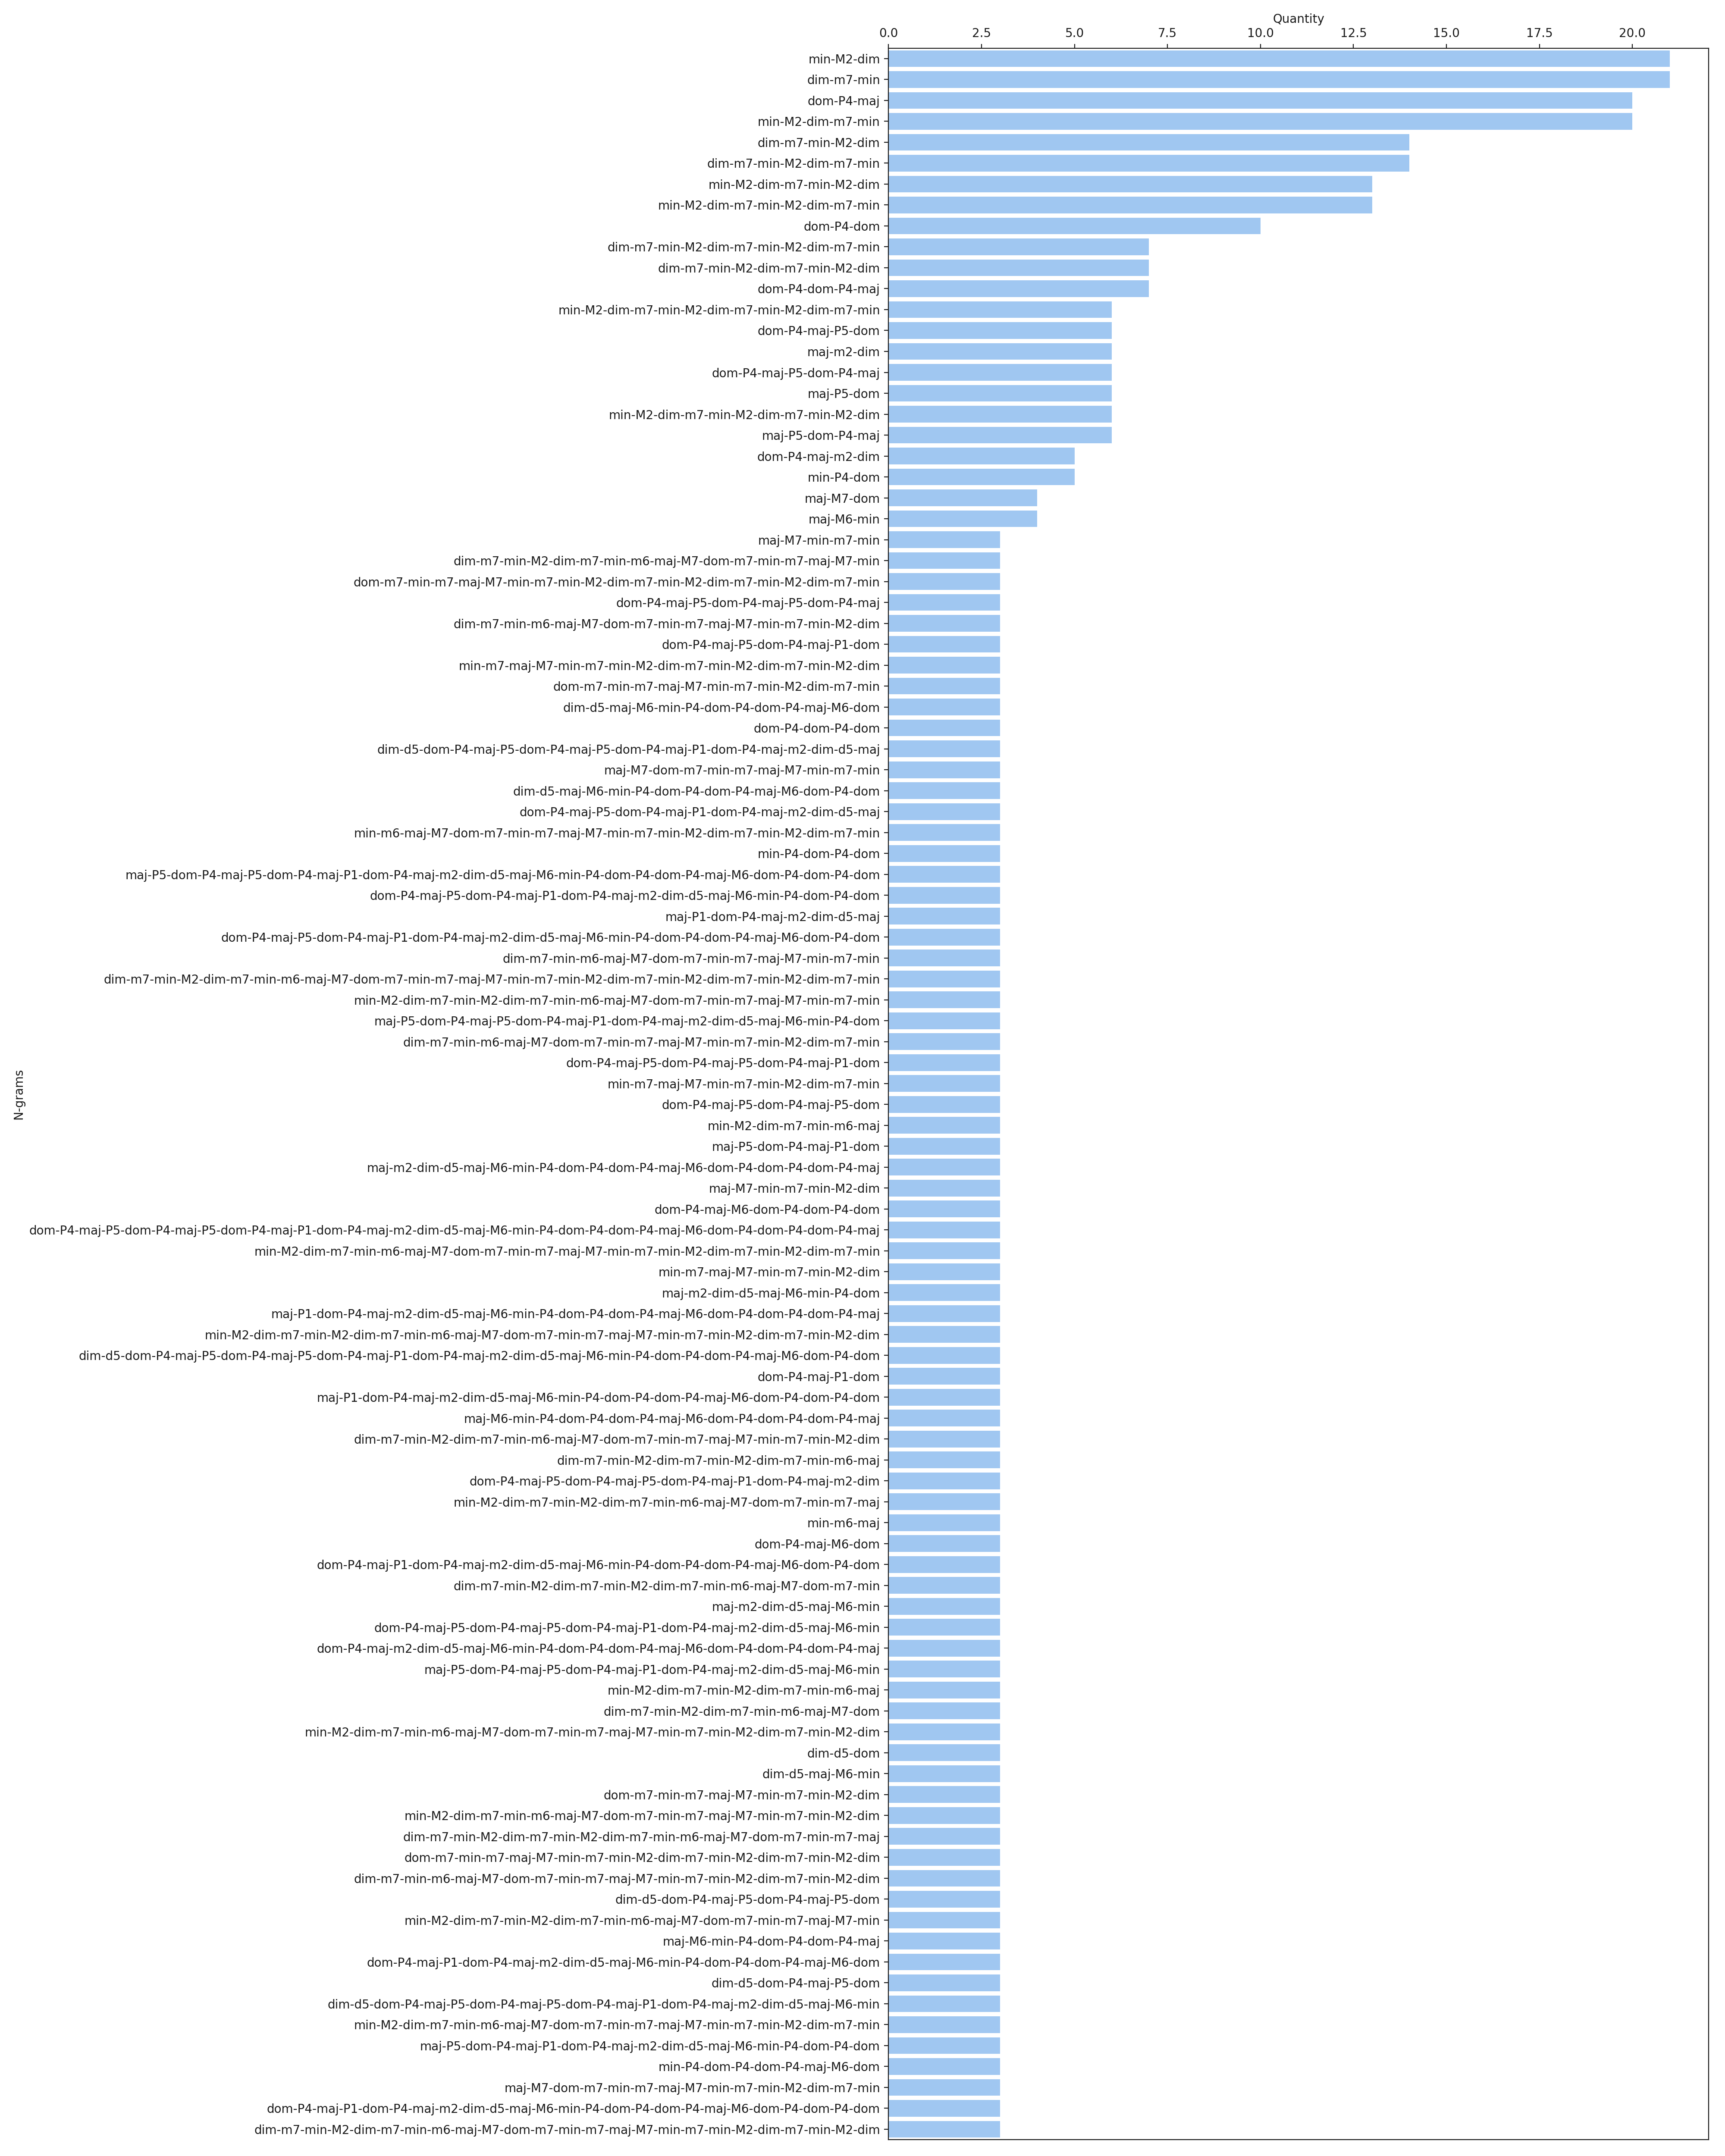 Quantity
0.0 2.5 5.0 7.5 10.0 12.5 15.0 17.5 20.0
min-M2-dim
dim-m7-min
dom-P4-maj
min-M2-dim-m7-min
dim-m7-min-M2-dim
dim-m7-min-M2-dim-m7-min
min-M2-dim-m7-min-M2-dim
min-M2-dim-m7-min-M2-dim-m7-min
dom-P4-dom
dim-m7-min-M2-dim-m7-min-M2-dim-m7-min
dim-m7-min-M2-dim-m7-min-M2-dim
dom-P4-dom-P4-maj
min-M2-dim-m7-min-M2-dim-m7-min-M2-dim-m7-min
dom-P4-maj-P5-dom
maj-m2-dim
dom-P4-maj-P5-dom-P4-maj
maj-P5-dom
min-M2-dim-m7-min-M2-dim-m7-min-M2-dim
maj-P5-dom-P4-maj
dom-P4-maj-m2-dim
min-P4-dom
maj-M7-dom
maj-M6-min
maj-M7-min-m7-min
dim-m7-min-M2-dim-m7-min-m6-maj-M7-dom-m7-min-m7-maj-M7-min
dom-m7-min-m7-maj-M7-min-m7-min-M2-dim-m7-min-M2-dim-m7-min-M2-dim-m7-min
dom-P4-maj-P5-dom-P4-maj-P5-dom-P4-maj
dim-m7-min-m6-maj-M7-dom-m7-min-m7-maj-M7-min-m7-min-M2-dim
dom-P4-maj-P5-dom-P4-maj-P1-dom
min-m7-maj-M7-min-m7-min-M2-dim-m7-min-M2-dim-m7-min-M2-dim
dom-m7-min-m7-maj-M7-min-m7-min-M2-dim-m7-min
dim-d5-maj-M6-min-P4-dom-P4-dom-P4-maj-M6-dom
dom-P4-dom-P4-dom
dim-d5-dom-P4-maj-P5-dom-P4-maj-P5-dom-P4-maj-P1-dom-P4-maj-m2-dim-d5-maj
maj-M7-dom-m7-min-m7-maj-M7-min-m7-min
dim-d5-maj-M6-min-P4-dom-P4-dom-P4-maj-M6-dom-P4-dom
dom-P4-maj-P5-dom-P4-maj-P1-dom-P4-maj-m2-dim-d5-maj
min-m6-maj-M7-dom-m7-min-m7-maj-M7-min-m7-min-M2-dim-m7-min-M2-dim-m7-min
min-P4-dom-P4-dom
maj-P5-dom-P4-maj-P5-dom-P4-maj-P1-dom-P4-maj-m2-dim-d5-maj-M6-min-P4-dom-P4-dom-P4-maj-M6-dom-P4-dom-P4-dom
dom-P4-maj-P5-dom-P4-maj-P1-dom-P4-maj-m2-dim-d5-maj-M6-min-P4-dom-P4-dom
maj-P1-dom-P4-maj-m2-dim-d5-maj
dom-P4-maj-P5-dom-P4-maj-P1-dom-P4-maj-m2-dim-d5-maj-M6-min-P4-dom-P4-dom-P4-maj-M6-dom-P4-dom
dim-m7-min-m6-maj-M7-dom-m7-min-m7-maj-M7-min-m7-min
dim-m7-min-M2-dim-m7-min-m6-maj-M7-dom-m7-min-m7-maj-M7-min-m7-min-M2-dim-m7-min-M2-dim-m7-min-M2-dim-m7-min
min-M2-dim-m7-min-M2-dim-m7-min-m6-maj-M7-dom-m7-min-m7-maj-M7-min-m7-min
maj-P5-dom-P4-maj-P5-dom-P4-maj-P1-dom-P4-maj-m2-dim-d5-maj-M6-min-P4-dom
dim-m7-min-m6-maj-M7-dom-m7-min-m7-maj-M7-min-m7-min-M2-dim-m7-min
dom-P4-maj-P5-dom-P4-maj-P5-dom-P4-maj-P1-dom
min-m7-maj-M7-min-m7-min-M2-dim-m7-min
dom-P4-maj-P5-dom-P4-maj-P5-dom
min-M2-dim-m7-min-m6-maj
maj-P5-dom-P4-maj-P1-dom
maj-m2-dim-d5-maj-M6-min-P4-dom-P4-dom-P4-maj-M6-dom-P4-dom-P4-dom-P4-maj
maj-M7-min-m7-min-M2-dim
dom-P4-maj-M6-dom-P4-dom-P4-dom
dom-P4-maj-P5-dom-P4-maj-P5-dom-P4-maj-P1-dom-P4-maj-m2-dim-d5-maj-M6-min-P4-dom-P4-dom-P4-maj-M6-dom-P4-dom-P4-dom-P4-maj
min-M2-dim-m7-min-m6-maj-M7-dom-m7-min-m7-maj-M7-min-m7-min-M2-dim-m7-min-M2-dim-m7-min
min-m7-maj-M7-min-m7-min-M2-dim
maj-m2-dim-d5-maj-M6-min-P4-dom
maj-P1-dom-P4-maj-m2-dim-d5-maj-M6-min-P4-dom-P4-dom-P4-maj-M6-dom-P4-dom-P4-dom-P4-maj
min-M2-dim-m7-min-M2-dim-m7-min-m6-maj-M7-dom-m7-min-m7-maj-M7-min-m7-min-M2-dim-m7-min-M2-dim
dim-d5-dom-P4-maj-P5-dom-P4-maj-P5-dom-P4-maj-P1-dom-P4-maj-m2-dim-d5-maj-M6-min-P4-dom-P4-dom-P4-maj-M6-dom-P4-dom
dom-P4-maj-P1-dom
maj-P1-dom-P4-maj-m2-dim-d5-maj-M6-min-P4-dom-P4-dom-P4-maj-M6-dom-P4-dom-P4-dom
maj-M6-min-P4-dom-P4-dom-P4-maj-M6-dom-P4-dom-P4-dom-P4-maj
dim-m7-min-M2-dim-m7-min-m6-maj-M7-dom-m7-min-m7-maj-M7-min-m7-min-M2-dim
dim-m7-min-M2-dim-m7-min-M2-dim-m7-min-m6-maj
dom-P4-maj-P5-dom-P4-maj-P5-dom-P4-maj-P1-dom-P4-maj-m2-dim
min-M2-dim-m7-min-M2-dim-m7-min-m6-maj-M7-dom-m7-min-m7-maj
min-m6-maj
dom-P4-maj-M6-dom
dom-P4-maj-P1-dom-P4-maj-m2-dim-d5-maj-M6-min-P4-dom-P4-dom-P4-maj-M6-dom-P4-dom
dim-m7-min-M2-dim-m7-min-M2-dim-m7-min-m6-maj-M7-dom-m7-min
maj-m2-dim-d5-maj-M6-min
dom-P4-maj-P5-dom-P4-maj-P5-dom-P4-maj-P1-dom-P4-maj-m2-dim-d5-maj-M6-min
dom-P4-maj-m2-dim-d5-maj-M6-min-P4-dom-P4-dom-P4-maj-M6-dom-P4-dom-P4-dom-P4-maj
maj-P5-dom-P4-maj-P5-dom-P4-maj-P1-dom-P4-maj-m2-dim-d5-maj-M6-min
min-M2-dim-m7-min-M2-dim-m7-min-m6-maj
dim-m7-min-M2-dim-m7-min-m6-maj-M7-dom
min-M2-dim-m7-min-m6-maj-M7-dom-m7-min-m7-maj-M7-min-m7-min-M2-dim-m7-min-M2-dim
dim-d5-dom
dim-d5-maj-M6-min
dom-m7-min-m7-maj-M7-min-m7-min-M2-dim
min-M2-dim-m7-min-m6-maj-M7-dom-m7-min-m7-maj-M7-min-m7-min-M2-dim
dim-m7-min-M2-dim-m7-min-M2-dim-m7-min-m6-maj-M7-dom-m7-min-m7-maj
dom-m7-min-m7-maj-M7-min-m7-min-M2-dim-m7-min-M2-dim-m7-min-M2-dim
dim-m7-min-m6-maj-M7-dom-m7-min-m7-maj-M7-min-m7-min-M2-dim-m7-min-M2-dim
dim-d5-dom-P4-maj-P5-dom-P4-maj-P5-dom
min-M2-dim-m7-min-M2-dim-m7-min-m6-maj-M7-dom-m7-min-m7-maj-M7-min
maj-M6-min-P4-dom-P4-dom-P4-maj
dom-P4-maj-P1-dom-P4-maj-m2-dim-d5-maj-M6-min-P4-dom-P4-dom-P4-maj-M6-dom
dim-d5-dom-P4-maj-P5-dom
dim-d5-dom-P4-maj-P5-dom-P4-maj-P5-dom-P4-maj-P1-dom-P4-maj-m2-dim-d5-maj-M6-min
min-M2-dim-m7-min-m6-maj-M7-dom-m7-min-m7-maj-M7-min-m7-min-M2-dim-m7-min
maj-P5-dom-P4-maj-P1-dom-P4-maj-m2-dim-d5-maj-M6-min-P4-dom-P4-dom
min-P4-dom-P4-dom-P4-maj-M6-dom
maj-M7-dom-m7-min-m7-maj-M7-min-m7-min-M2-dim-m7-min
dom-P4-maj-P1-dom-P4-maj-m2-dim-d5-maj-M6-min-P4-dom-P4-dom-P4-maj-M6-dom-P4-dom-P4-dom
dim-m7-min-M2-dim-m7-min-m6-maj-M7-dom-m7-min-m7-maj-M7-min-m7-min-M2-dim-m7-min-M2-dim
N-grams